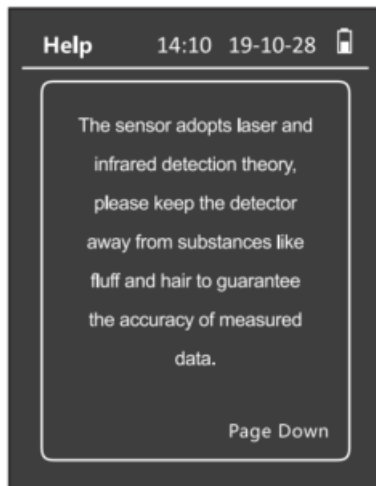 Help 14:10 19-10-28
The sensor adopts laser and
infrared detection theory,
please keep the detector
away from substances like
fluff and hair to guarantee
the accuracy of measured
data.
Page Down